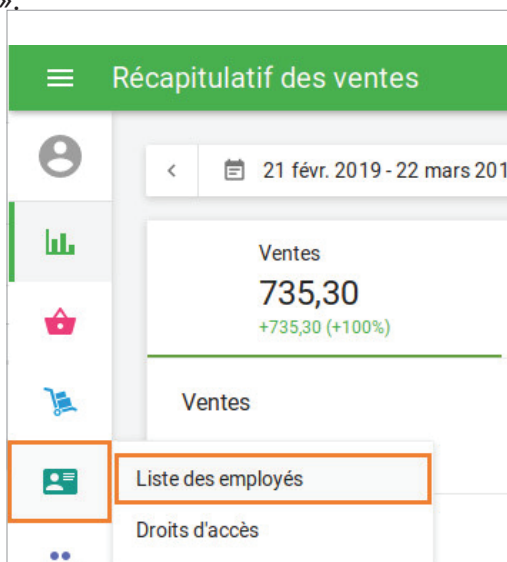 ».
Récapitulatif des ventes
21 févr. 2019 - 22 mars 201
Ventes
735,30
+735,30 (+100%)
Ventes
Liste des employés
Droits d'accès